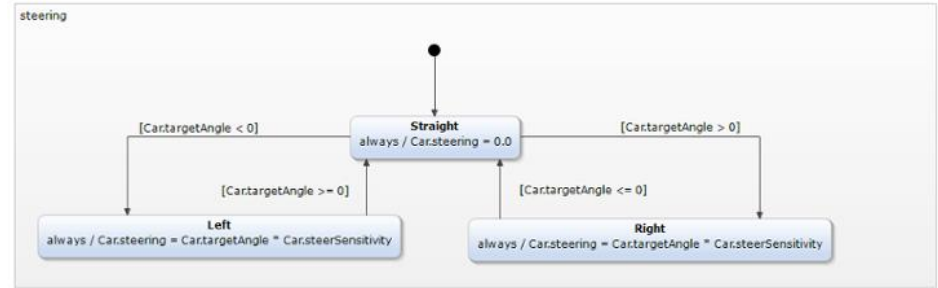 steering
[Car.targetAngle < 0]
Straight
always / Car.steering = 0.0
[Car.targetAngle > 0]
[Car.targetAngle >= 0]
[Car.targetAngle <= 0]
Left
always / Car.steering = Car.targetAngle * Car.steerSensitivity
Right
always / Car.steering = Car.targetAngle * Car.steerSensitivity